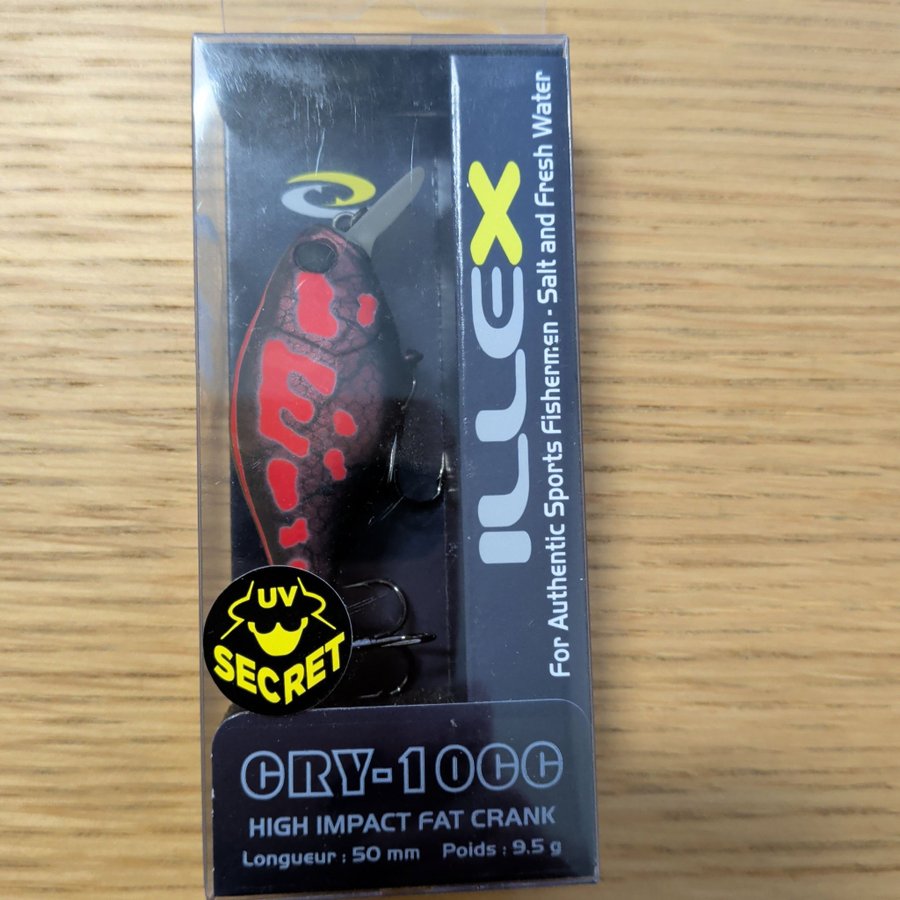 ILLEX
For Authentic Sports Fishermen - Salt and Fresh Water
UV
SECRET
CRY-10CC
HIGH IMPACT FAT CRANK
Longueur : 50 mm Poids : 9.5 g